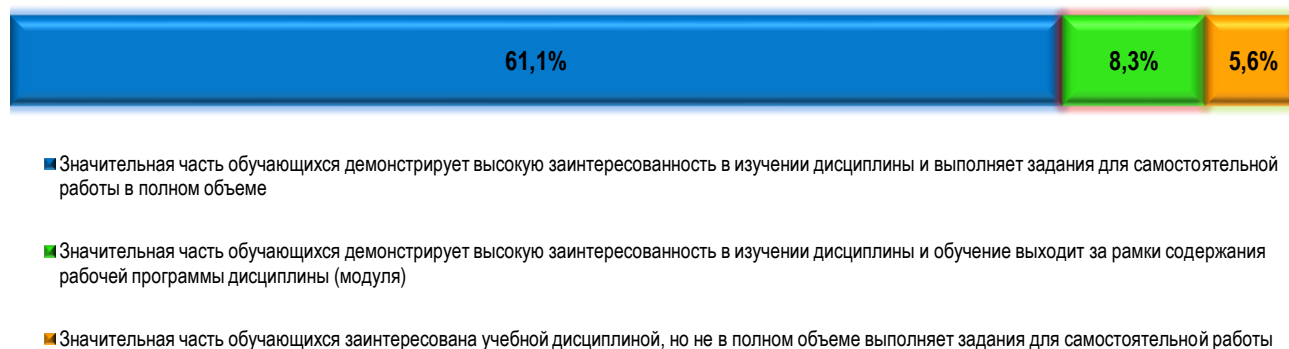 61,1% 8,3% 5,6%
Значительная часть обучающихся демонстрирует высокую заинтересованность в изучении дисциплины и выполняет задания для самостоятельной
работы в полном объеме
Значительная часть обучающихся демонстрирует высокую заинтересованность в изучении дисциплины и обучение выходит за рамки содержания
рабочей программы дисциплины (модуля)
Значительная часть обучающихся заинтересована учебной дисциплиной, но не в полном объеме выполняет задания для самостоятельной работы